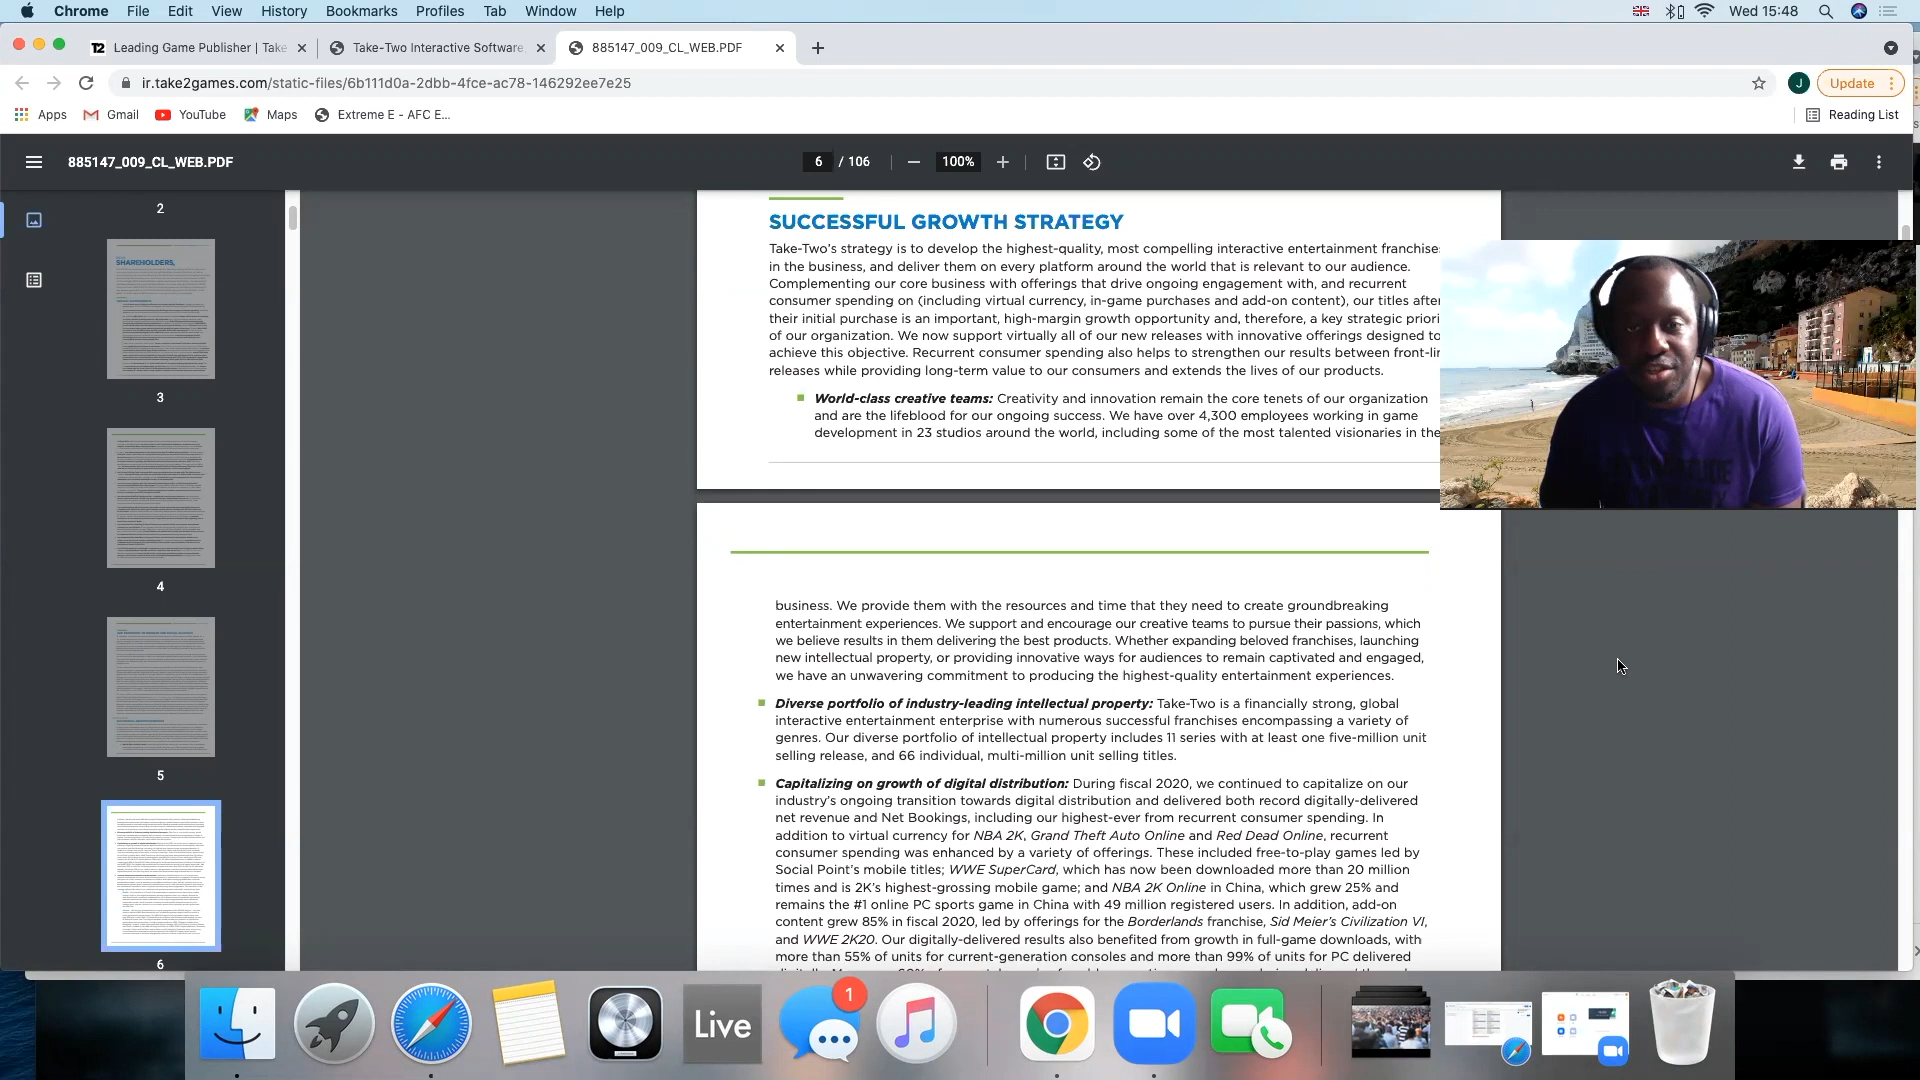 Chrome File Edit View History Bookmarks Profiles Tab Window Help Wed 15:48
T2 Leading Game Publisher | Take Take-Two Interactive Software, 885147_009_CL_WEB.PDF
ir.take2games.com/static-files/6b111d0a-2dbb-4fce-ac78-146292ee7e25 J Update
Apps Gmail YouTube Maps Extreme E - AFC E... Reading List
885147_009_CL_WEB.PDF 6 / 106 100%
2
SHAREHOLDERS,
3
4
5
6
SUCCESSFUL GROWTH STRATEGY
Take-Two's strategy is to develop the highest-quality, most compelling interactive entertainment franchise
in the business, and deliver them on every platform around the world that is relevant to our audience.
Complementing our core business with offerings that drive ongoing engagement with, and recurrent
consumer spending on (including virtual currency, in-game purchases and add-on content), our titles after
their initial purchase is an important, high-margin growth opportunity and, therefore, a key strategic priori
of our organization. We now support virtually all of our new releases with innovative offerings designed to
achieve this objective. Recurrent consumer spending also helps to strengthen our results between front-li
releases while providing long-term value to our consumers and extends the lives of our products.
World-class creative teams: Creativity and innovation remain the core tenets of our organization
and are the lifeblood for our ongoing success. We have over 4,300 employees working in game
development in 23 studios around the world, including some of the most talented visionaries in the
business. We provide them with the resources and time that they need to create groundbreaking
entertainment experiences. We support and encourage our creative teams to pursue their passions, which
we believe results in them delivering the best products. Whether expanding beloved franchises, launching
new intellectual property, or providing innovative ways for audiences to remain captivated and engaged,
we have an unwavering commitment to producing the highest-quality entertainment experiences.
Diverse portfolio of industry-leading intellectual property: Take-Two is a financially strong, global
interactive entertainment enterprise with numerous successful franchises encompassing a variety of
genres. Our diverse portfolio of intellectual property includes 11 series with at least one five-million unit
selling release, and 66 individual, multi-million unit selling titles.
Capitalizing on growth of digital distribution: During fiscal 2020, we continued to capitalize on our
industry's ongoing transition towards digital distribution and delivered both record digitally-delivered
net revenue and Net Bookings, including our highest-ever from recurrent consumer spending. In
addition to virtual currency for NBA 2K, Grand Theft Auto Online and Red Dead Online, recurrent
consumer spending was enhanced by a variety of offerings. These included free-to-play games led by
Social Point's mobile titles; WWE SuperCard, which has now been downloaded more than 20 million
times and is 2K's highest-grossing mobile game; and NBA 2K Online in China, which grew 25% and
remains the #1 online PC sports game in China with 49 million registered users. In addition, add-on
content grew 85% in fiscal 2020, led by offerings for the Borderlands franchise, Sid Meier's Civilization VI,
and WWE 2K20. Our digitally-delivered results also benefited from growth in full-game downloads, with
more than 55% of units for current-generation consoles and more than 99% of units for PC delivered
Live
1